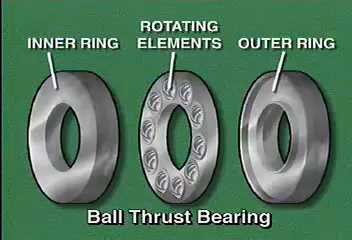 ROTATING
ELEMENTS
INNER RING
OUTER RING
Ball Thrust Bearing